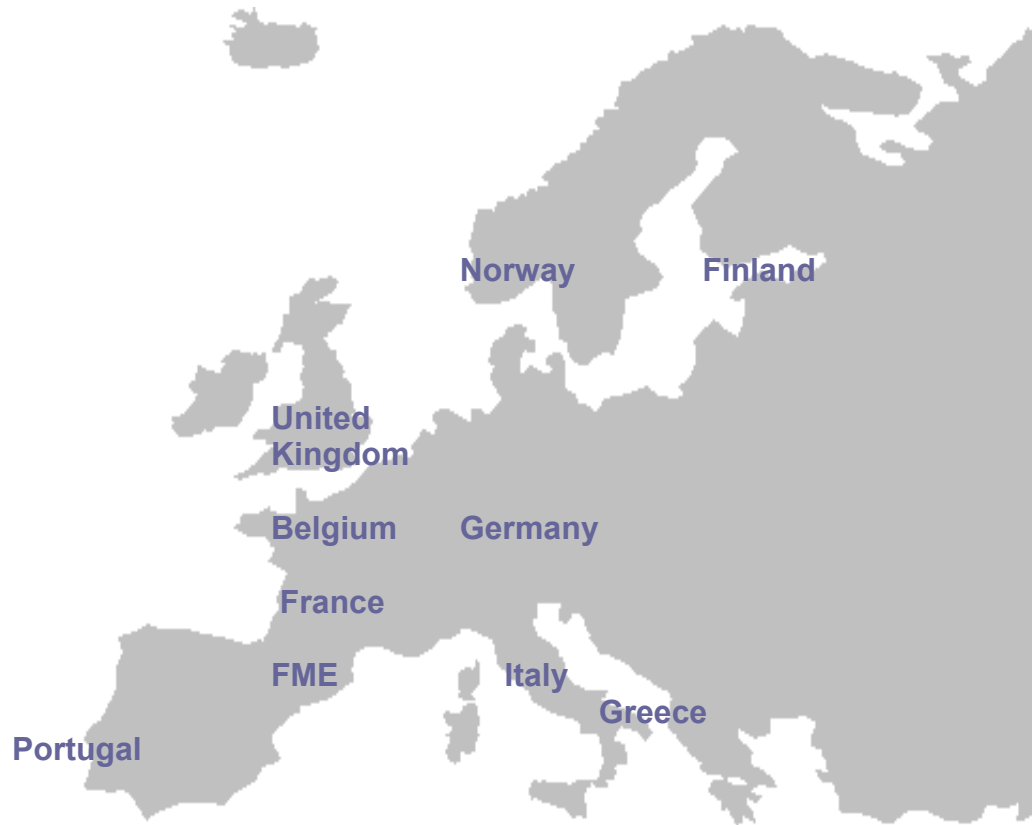 Norway
Finland
United
Kingdom
Belgium
Germany
France
FME
Italy
Greece
Portugal